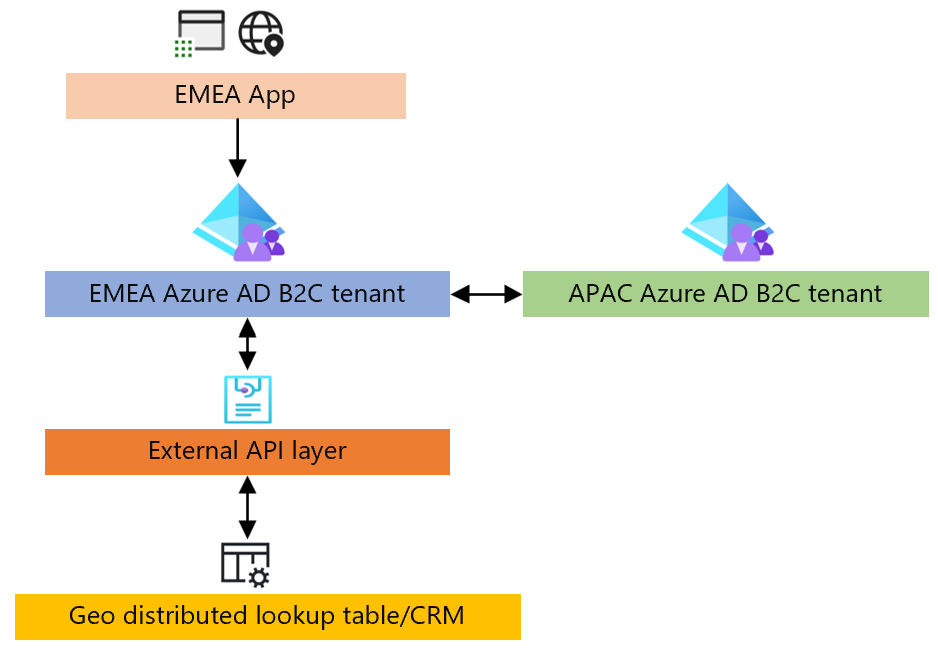 EMEA App
EMEA Azure AD B2C tenant
APAC Azure AD B2C tenant
External API layer
Geo distributed lookup table/CRM